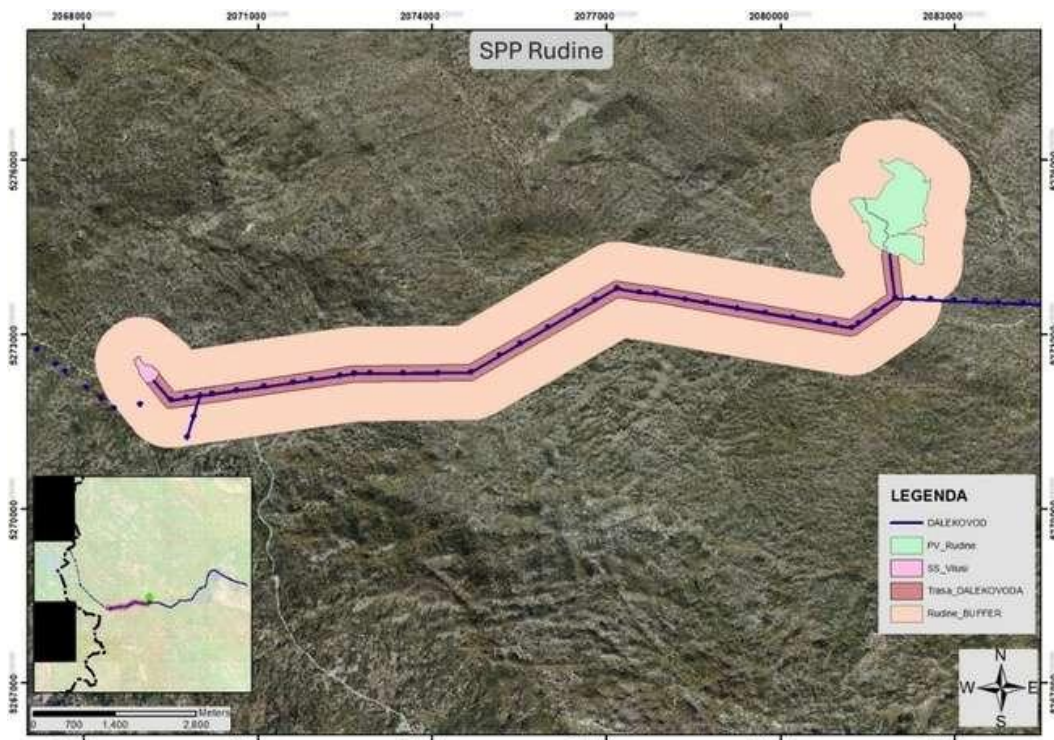 2068000 2071000 2074000 2077000 2080000 2083000
SPP Rudine
5276000
5273000
5270000
5267000
LEGENDA
DALEKOVOD
PV_Rudine
SS_Vilusi
Trasa_DALEKOVODA
Rudine_BUFFER
N
W E
S
Meters
0 700 1.400 2.800